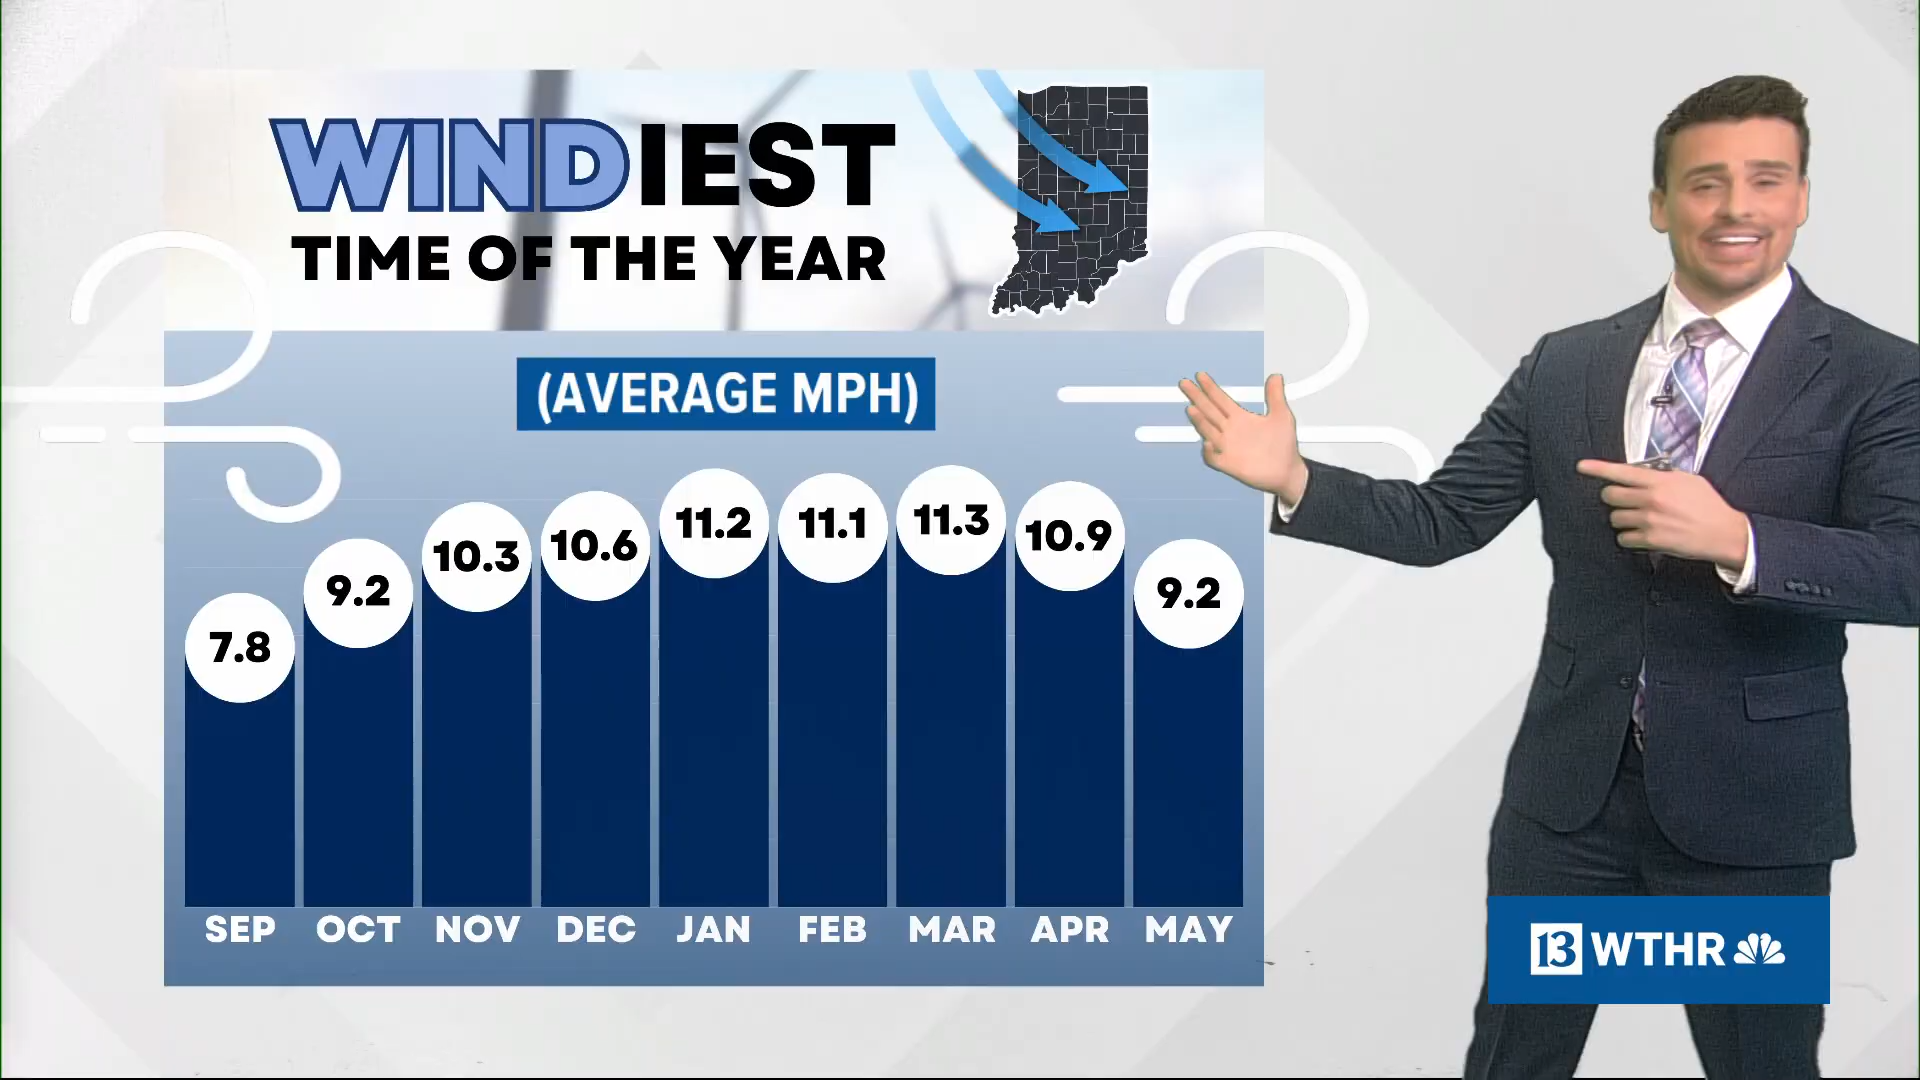 WINDIEST
TIME OF THE YEAR
(AVERAGE MPH)
7.8 9.2 10.3 10.6 11.2 11.1 11.3 10.9 9.2
SEP OCT NOV DEC JAN FEB MAR APR MAY
13 WTHR